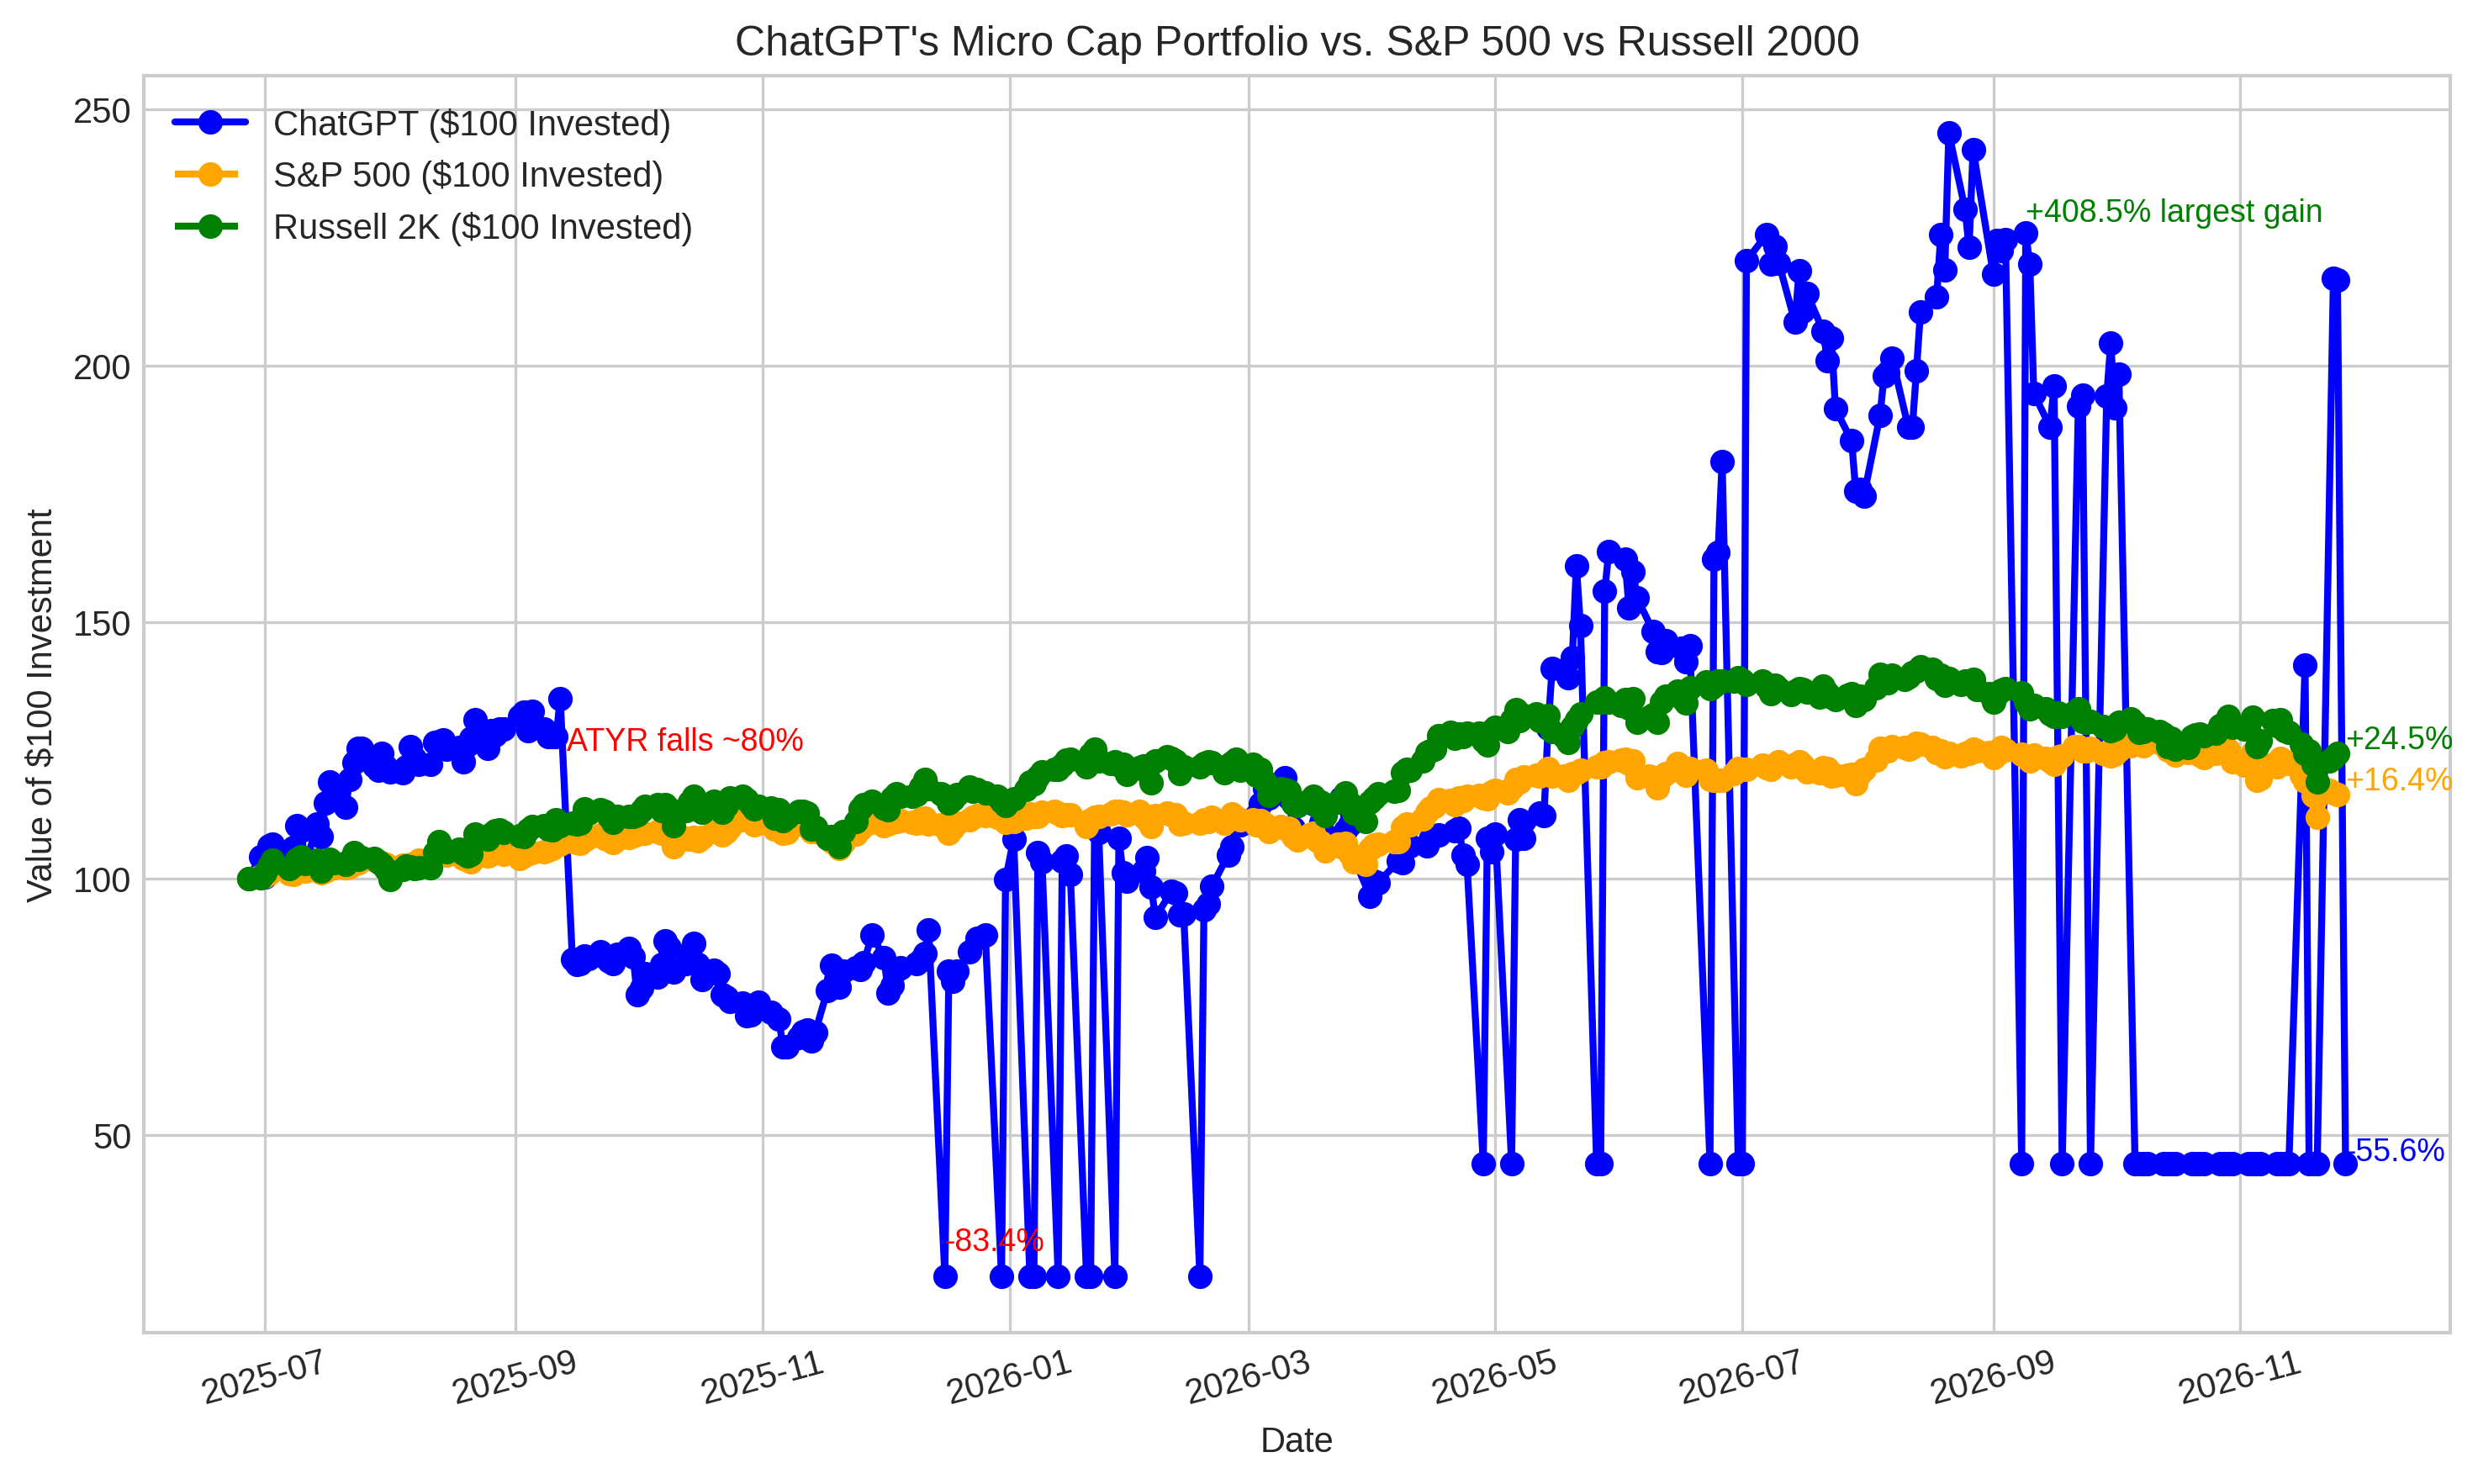 ChatGPT's Micro Cap Portfolio vs. S&P 500 vs Russell 2000
ChatGPT ($100 Invested)
S&P 500 ($100 Invested)
Russell 2K ($100 Invested)
Value of $100 Investment
250
200
150
100
50
+408.5% largest gain
ATYR falls ~80%
+24.5%
+16.4%
-55.6%
-83.4%
2025-07
2025-09
2025-11
2026-01
2026-03
2026-05
2026-07
2026-09
2026-11
Date